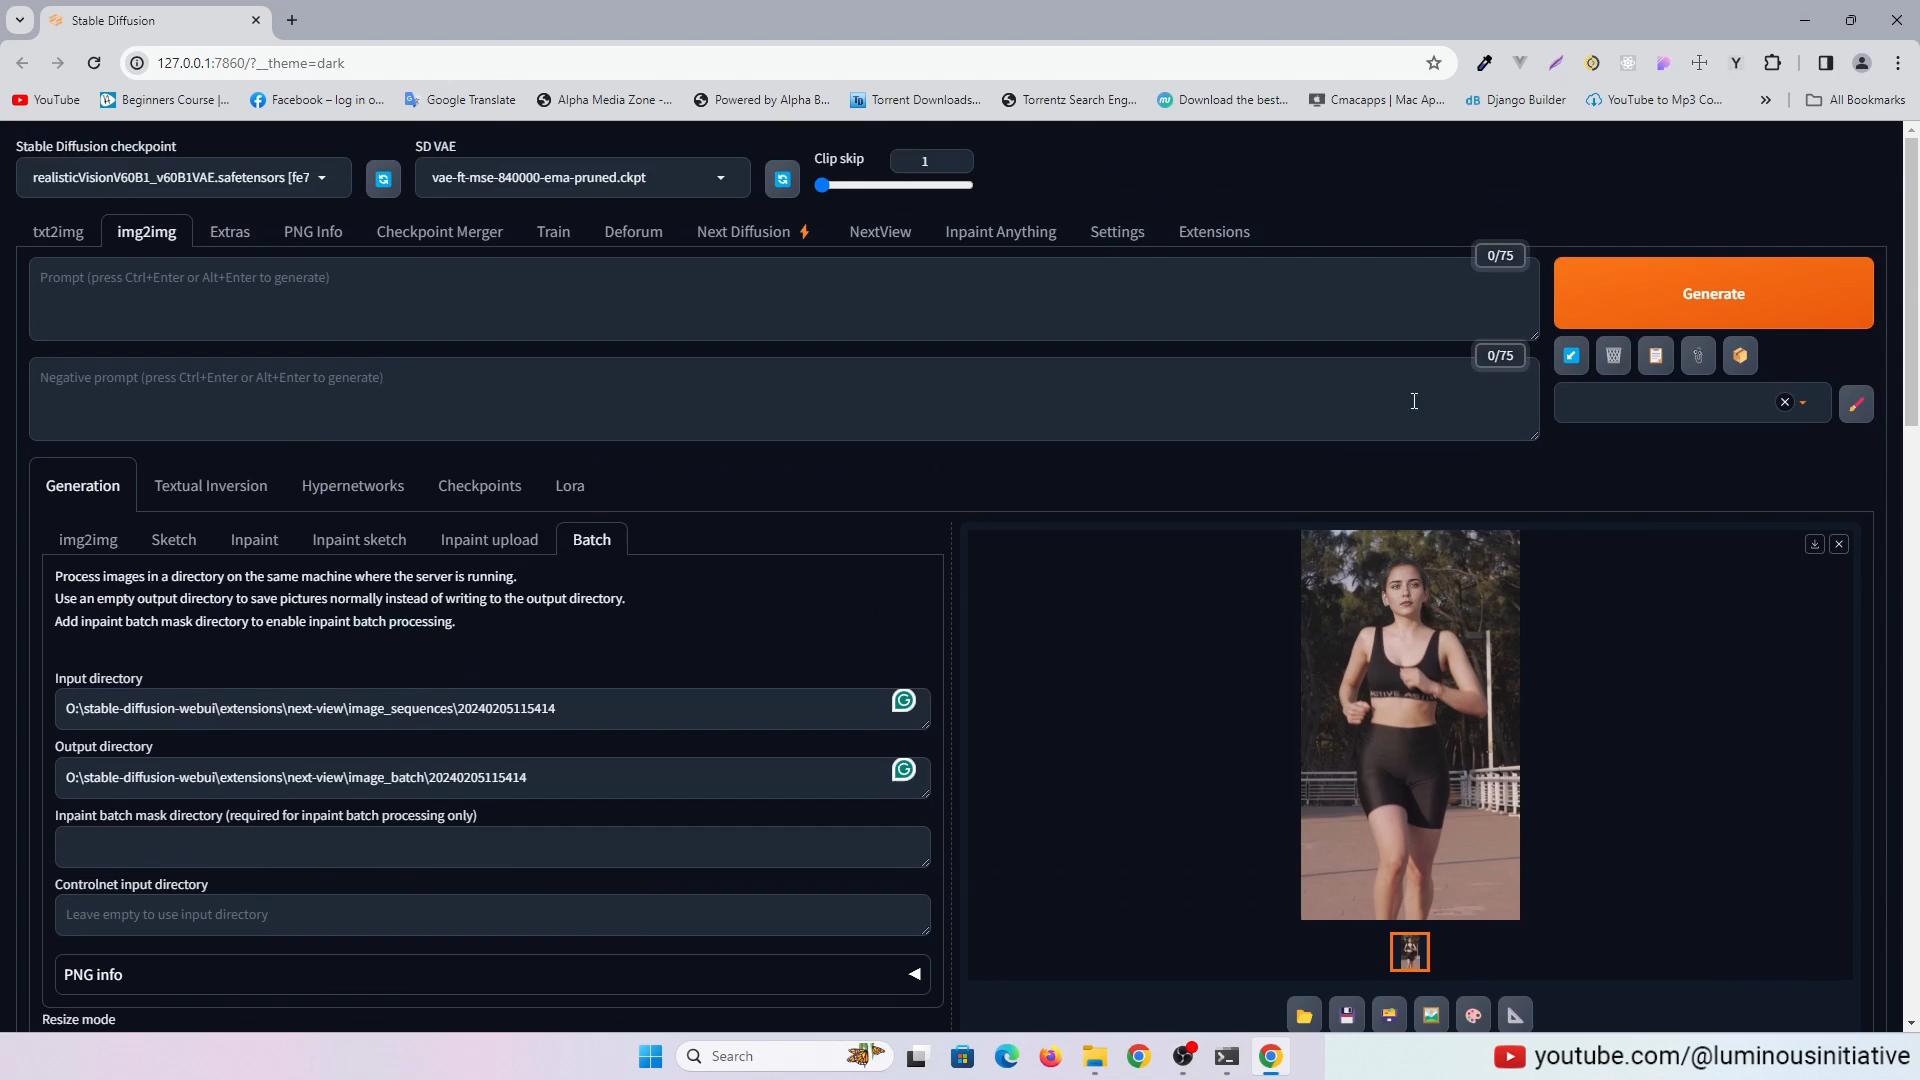 Stable Diffusion
127.0.0.1:7860/?__theme=dark
YouTube
Beginners Course |...
Facebook – log in o...
Google Translate
Alpha Media Zone -...
Powered by Alpha B...
Torrent Downloads...
Torrentz Search Eng...
Download the best...
Cmacapps | Mac Ap...
Django Builder
YouTube to Mp3 Co...
All Bookmarks
Stable Diffusion checkpoint
SD VAE
Clip skip
1
realisticVisionV60B1_v60B1VAE.safetensors [fe7
vae-ft-mse-840000-ema-pruned.ckpt
txt2img
img2img
Extras
PNG Info
Checkpoint Merger
Train
Deforum
Next Diffusion
NextView
Inpaint Anything
Settings
Extensions
0/75
Prompt (press Ctrl+Enter or Alt+Enter to generate)
Generate
0/75
Negative prompt (press Ctrl+Enter or Alt+Enter to generate)
Generation
Textual Inversion
Hypernetworks
Checkpoints
Lora
img2img
Sketch
Inpaint
Inpaint sketch
Inpaint upload
Batch
Process images in a directory on the same machine where the server is running.
Use an empty output directory to save pictures normally instead of writing to the output directory.
Add inpaint batch mask directory to enable inpaint batch processing.
Input directory
O:\stable-diffusion-webui\extensions\next-view\image_sequences\20240205115414
Output directory
O:\stable-diffusion-webui\extensions\next-view\image_batch\20240205115414
Inpaint batch mask directory (required for inpaint batch processing only)
Controlnet input directory
Leave empty to use input directory
PNG info
Resize mode
Search
youtube.com/@luminousinitiative